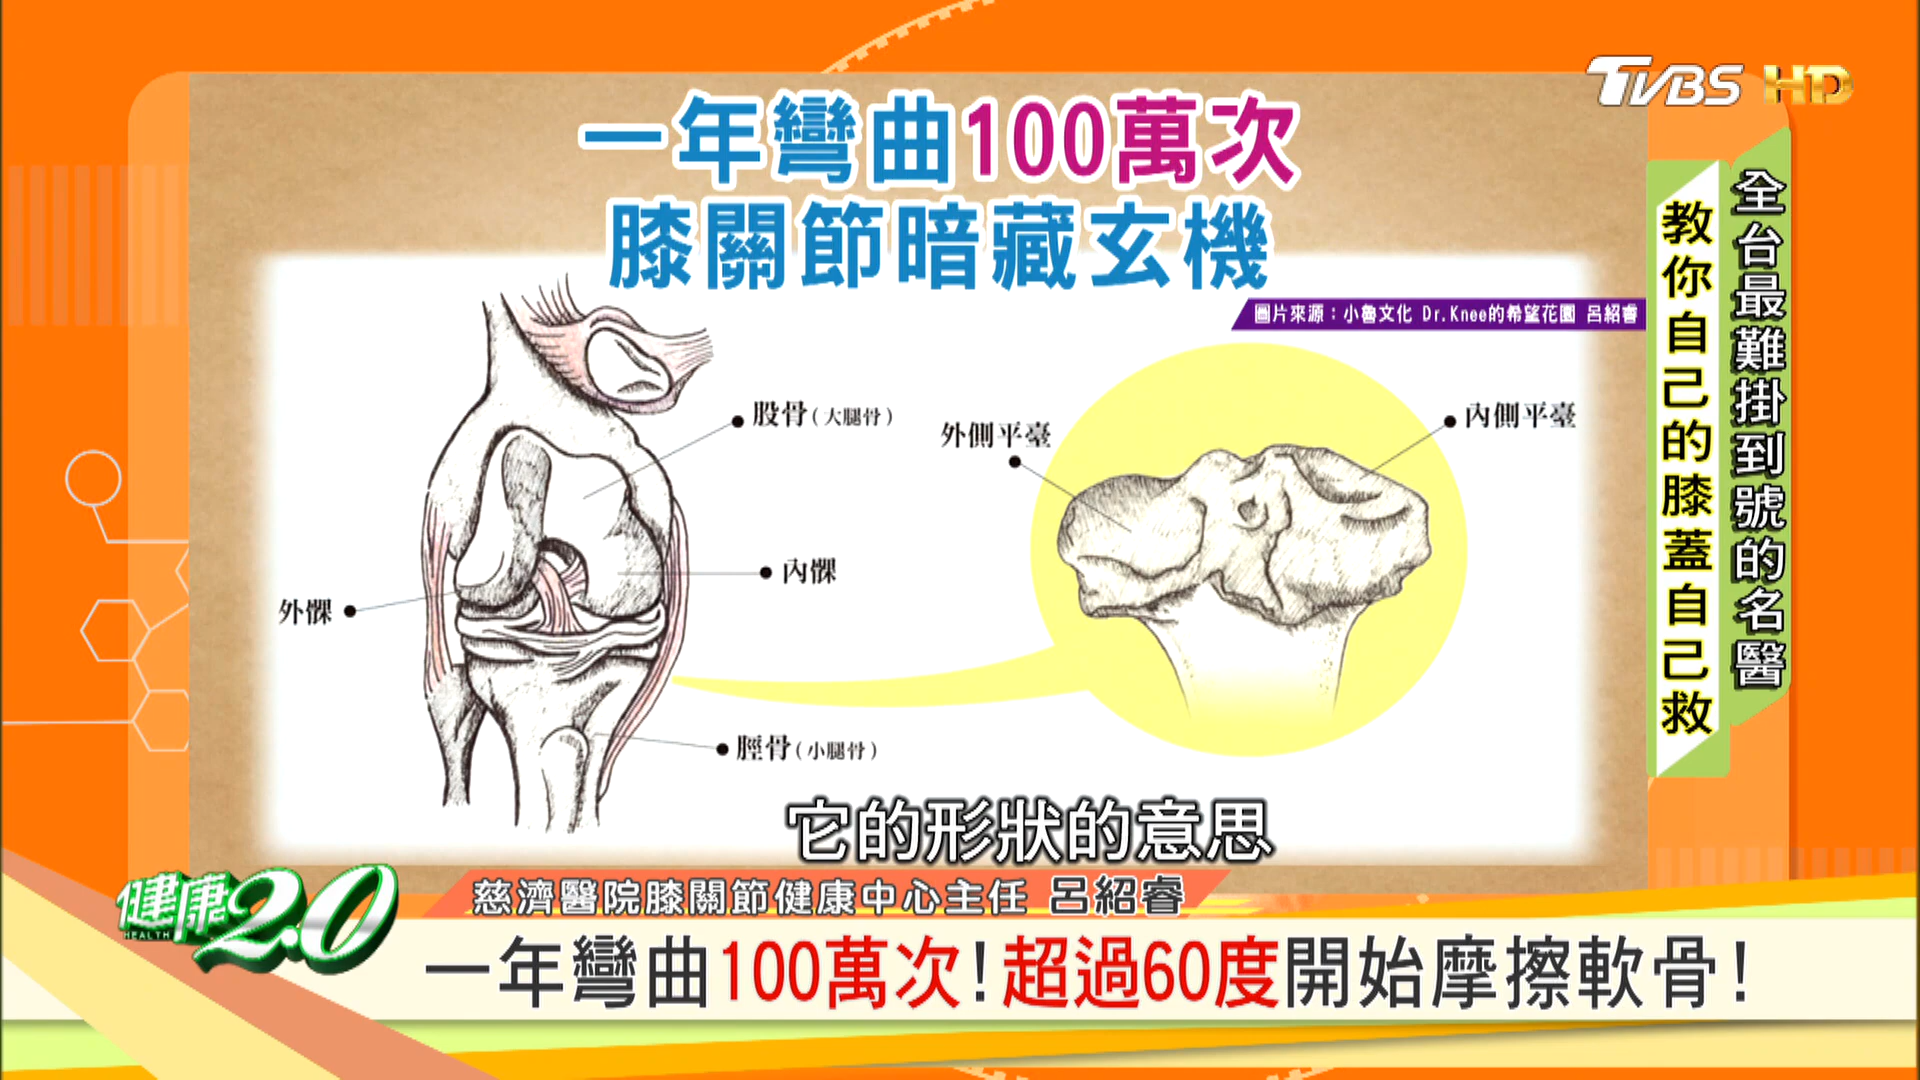 TVBS HD
一年彎曲100萬次
膝關節暗藏玄機
圖片來源：小魯文化 Dr.Knee的希望花園 呂紹睿
全台最難掛到號的名醫
教你自己的膝蓋自己救
股骨（大腿骨）
外側平臺
內側平臺
內髁
外髁
脛骨（小腿骨）
它的形狀的意思
健康2.0
HEALTH
慈濟醫院膝關節健康中心主任 呂紹睿
一年彎曲100萬次！超過60度開始摩擦軟骨！